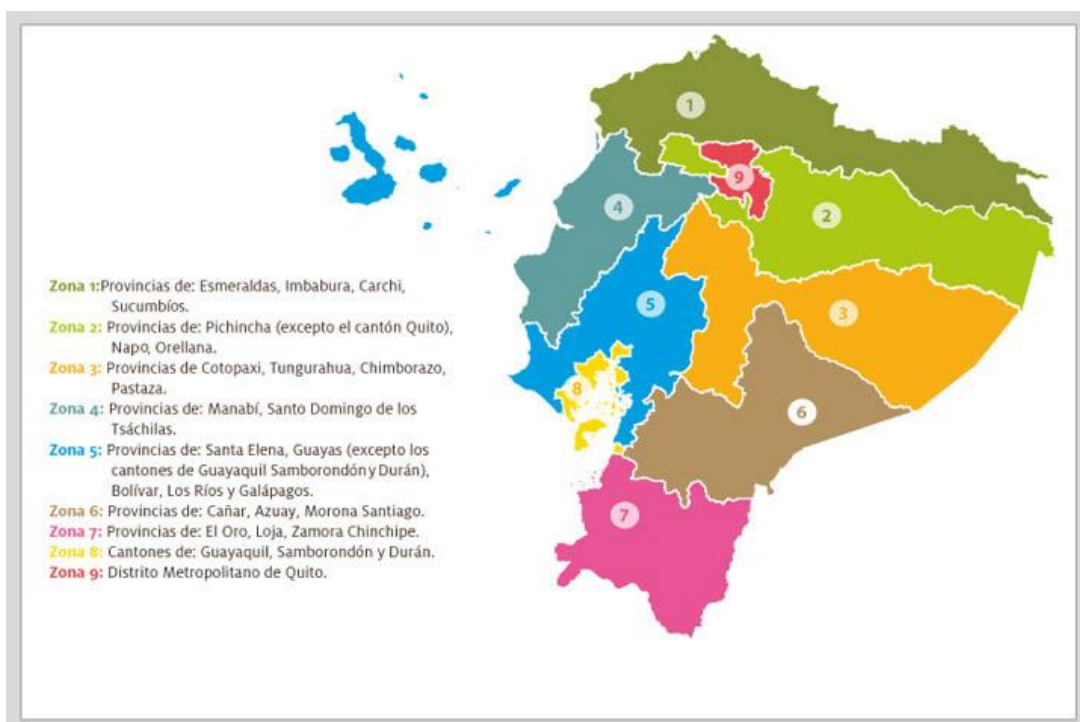 Zona 1:Provincias de: Esmeraldas, Imbabura, Carchi,
Sucumbíos.
Zona 2: Provincias de: Pichincha (excepto el cantón Quito),
Napo, Orellana.
Zona 3: Provincias de Cotopaxi, Tungurahua, Chimborazo,
Pastaza.
Zona 4: Provincias de: Manabí, Santo Domingo de los
Tsáchilas.
Zona 5: Provincias de: Santa Elena, Guayas (excepto los
cantones de Guayaquil Samborondón y Durán),
Bolívar, Los Ríos y Galápagos.
Zona 6: Provincias de: Cañar, Azuay, Morona Santiago.
Zona 7: Provincias de: El Oro, Loja, Zamora Chinchipe.
Zona 8: Cantones de: Guayaquil, Samborondón y Durán.
Zona 9: Distrito Metropolitano de Quito.
1
9
2
4
5
3
8
6
7